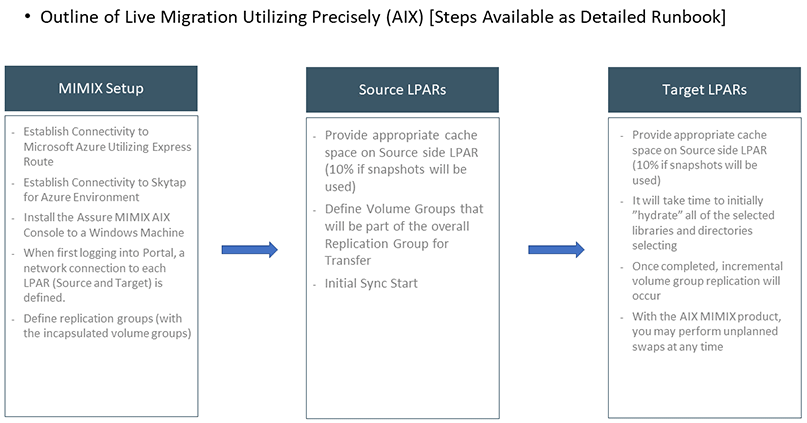 • Outline of Live Migration Utilizing Precisely (AIX) [Steps Available as Detailed Runbook]
MIMIX Setup
- Establish Connectivity to
Microsoft Azure Utilizing Express
Route
- Establish Connectivity to Skytap
for Azure Environment
- Install the Assure MIMIX AIX
Console to a Windows Machine
- When first logging into Portal, a
network connection to each
LPAR (Source and Target) is
defined.
- Define replication groups (with
the incapsulated volume groups)
Source LPARs
- Provide appropriate cache
space on Source side LPAR
(10% if snapshots will be
used)
- Define Volume Groups that
will be part of the overall
Replication Group for
Transfer
- Initial Sync Start
Target LPARs
- Provide appropriate cache
space on Source side LPAR
(10% if snapshots will be
used)
- It will take time to initially
"hydrate" all of the selected
libraries and directories
selecting
- Once completed, incremental
volume group replication will
occur
- With the AIX MIMIX product,
you may perform unplanned
swaps at any time